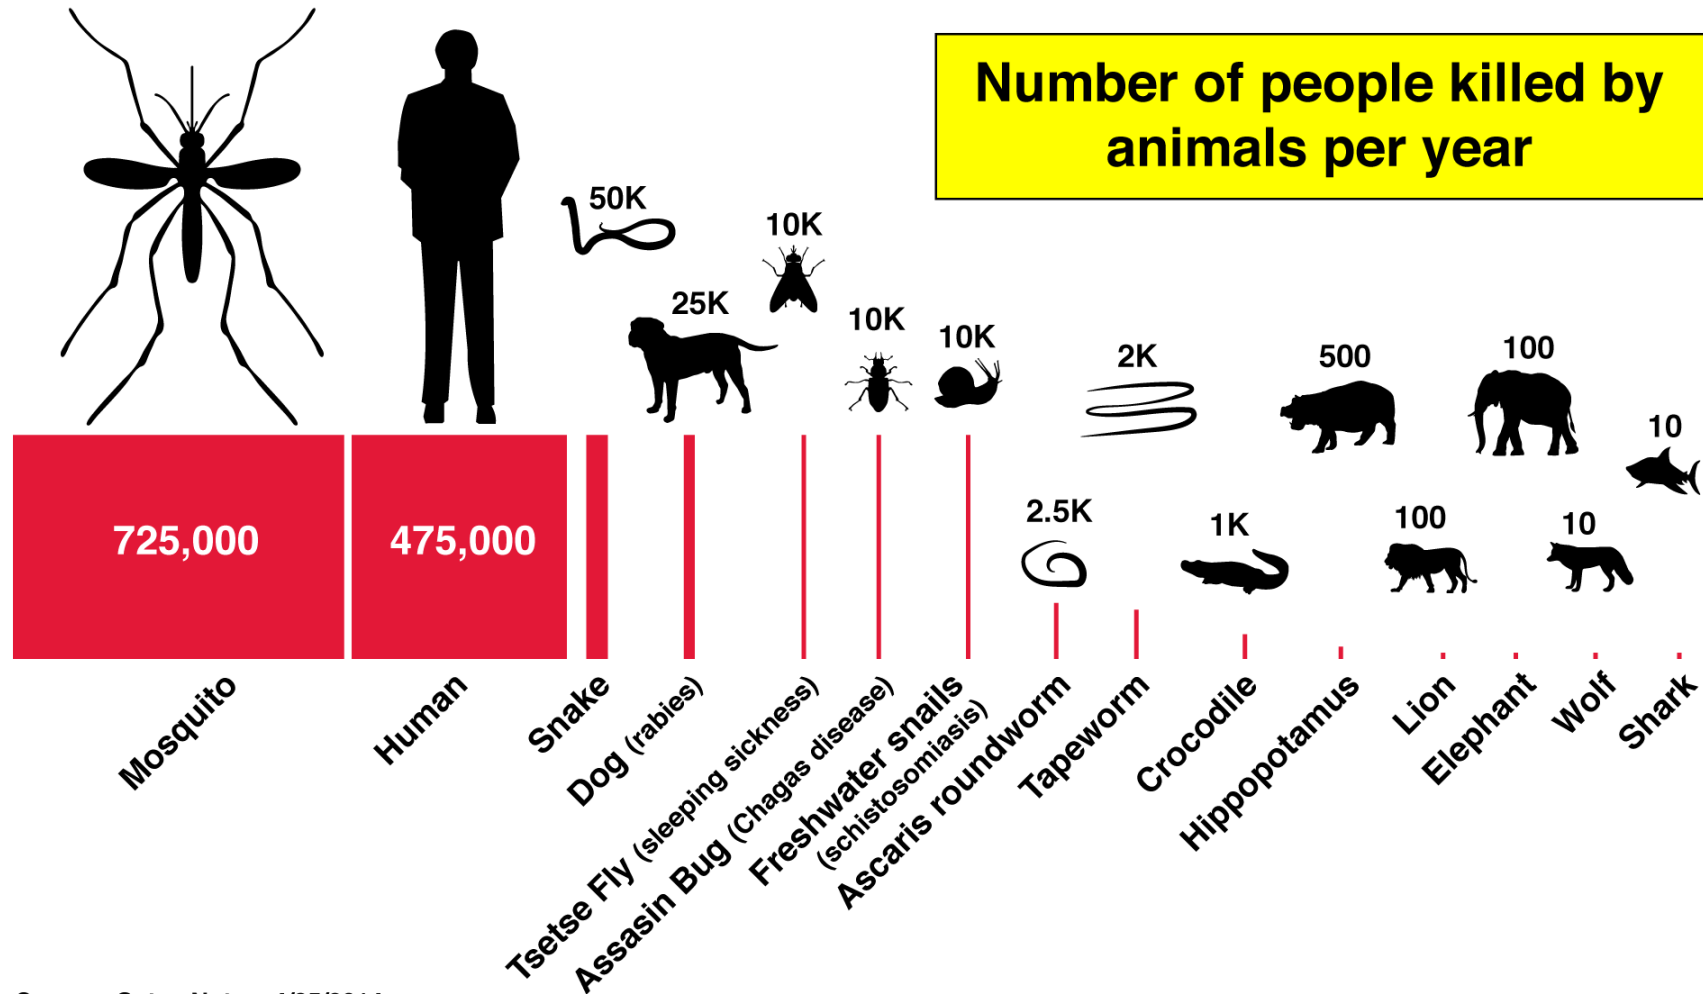 Number of people killed by
animals per year
50K
10K
25K
10K
10K
2K
500
100
10
2.5K
1K
100
10
725,000
475,000
Mosquito
Human
Snake
Dog (rabies)
Tsetse Fly (sleeping sickness)
Assasin Bug (Chagas disease)
Freshwater snails
(schistosomiasis)
Ascaris roundworm
Tapeworm
Crocodile
Hippopotamus
Lion
Elephant
Wolf
Shark